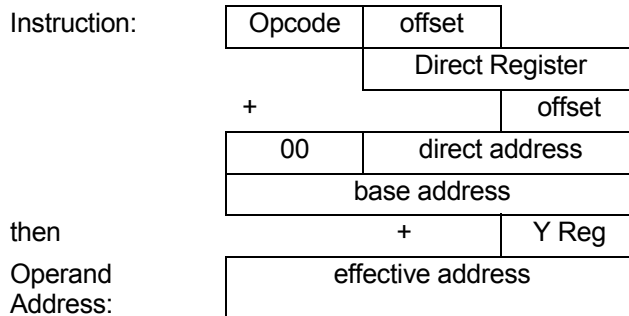 Instruction: Opcode offset
Direct Register
+ offset
00 direct address
base address
then + Y Reg
Operand effective address
Address: